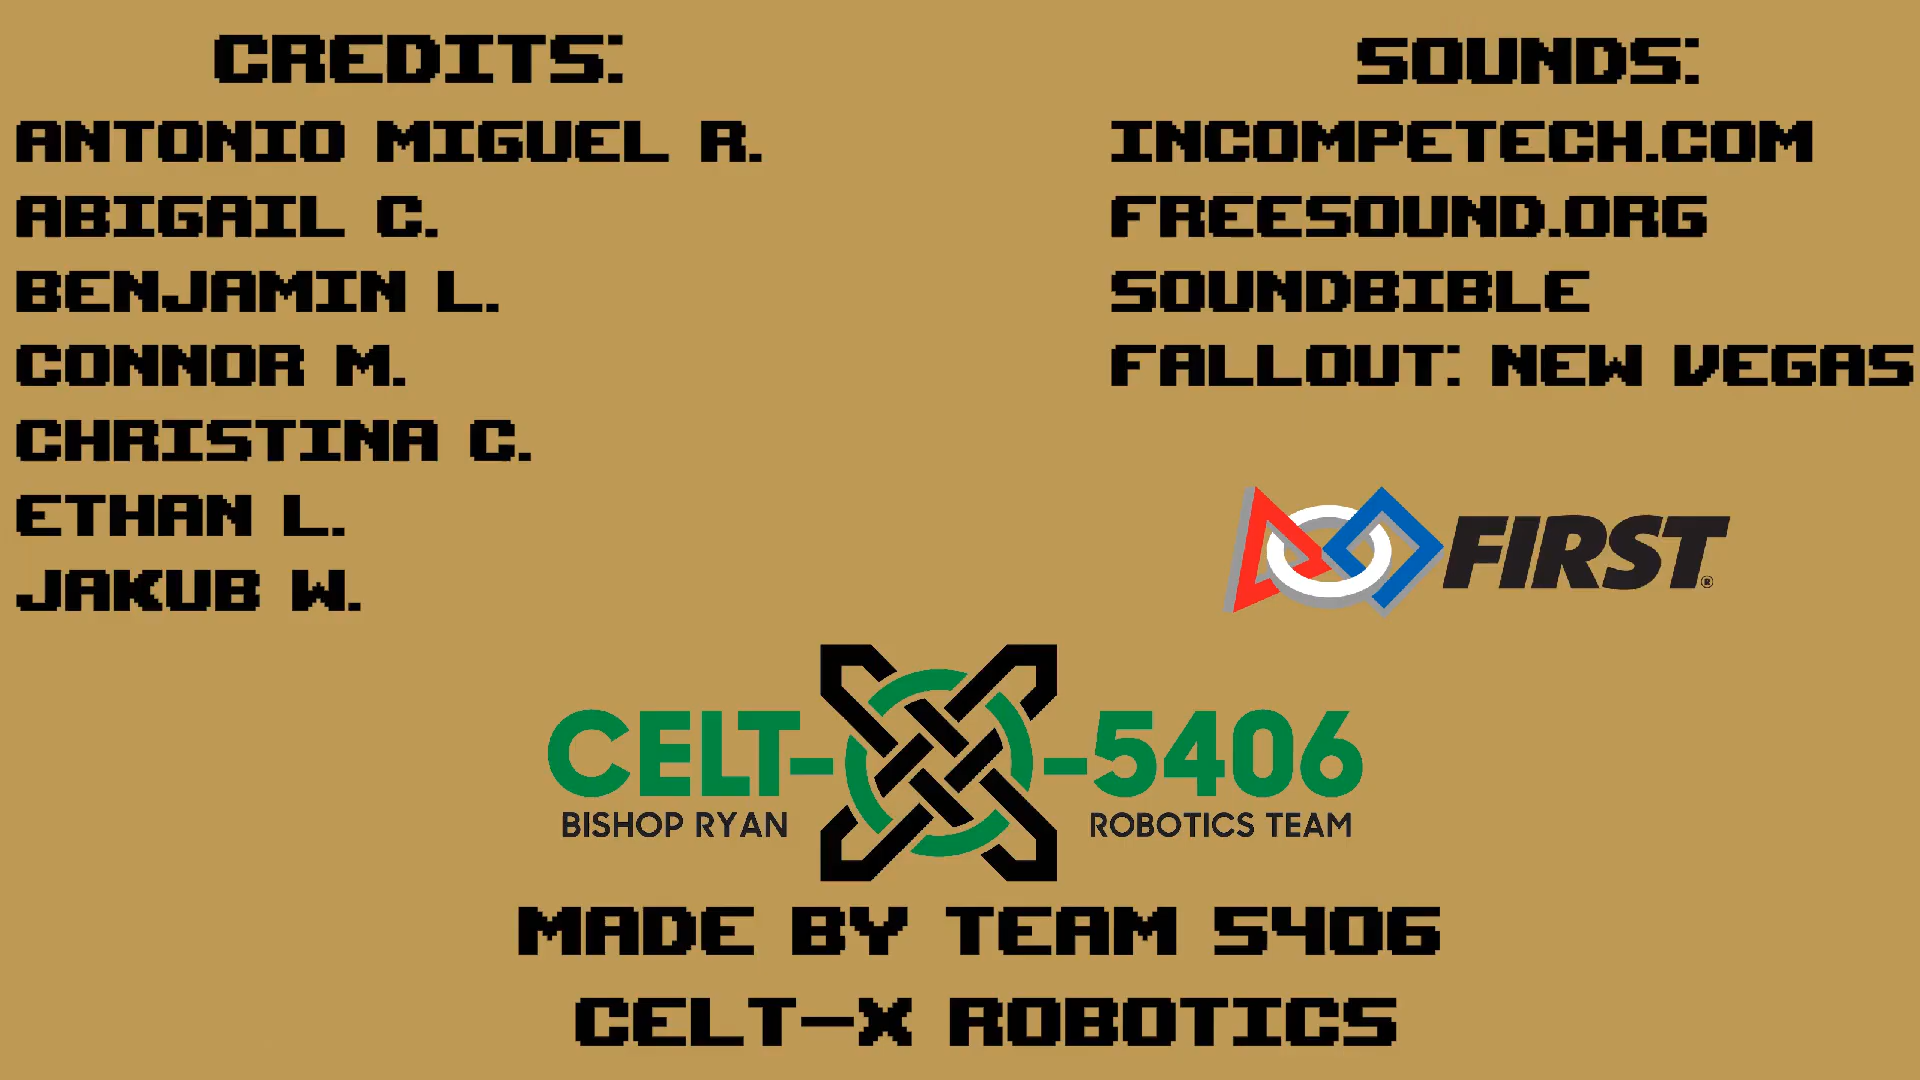 CREDITS:
ANTONIO MIGUEL R.
ABIGAIL C.
BENJAMIN L.
CONNOR M.
CHRISTINA C.
ETHAN L.
JAKUB W.
SOUNDS:
INCOMPETECH.COM
FREESOUND.ORG
SOUNDBIBLE
FALLOUT: NEW VEGAS
FIRST®
CELT-X-5406
BISHOP RYAN ROBOTICS TEAM
MADE BY TEAM 5406
CELT-X ROBOTICS